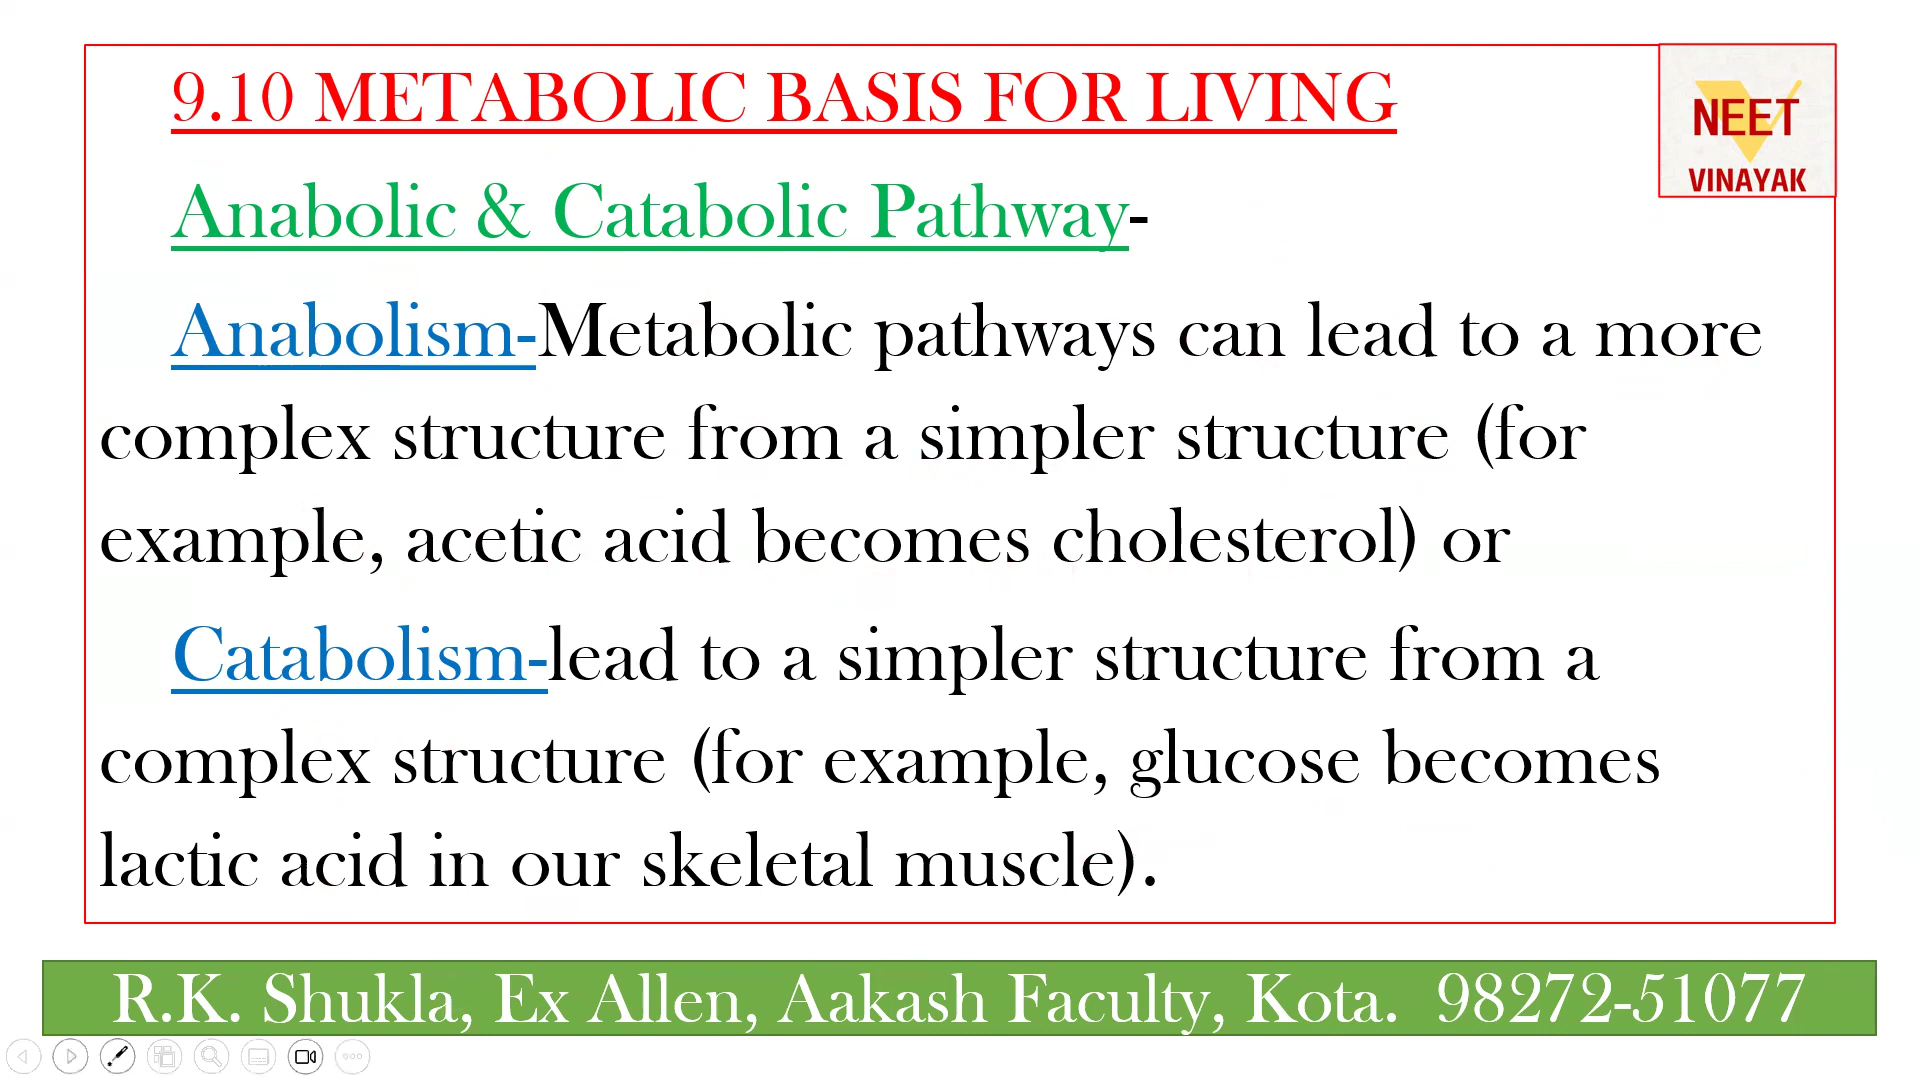 9.10 METABOLIC BASIS FOR LIVING
NEET
VINAYAK
Anabolic & Catabolic Pathway-
Anabolism-Metabolic pathways can lead to a more
complex structure from a simpler structure (for
example, acetic acid becomes cholesterol) or
Catabolism-lead to a simpler structure from a
complex structure (for example, glucose becomes
lactic acid in our skeletal muscle).
R.K. Shukla, Ex Allen, Aakash Faculty, Kota. 98272-51077